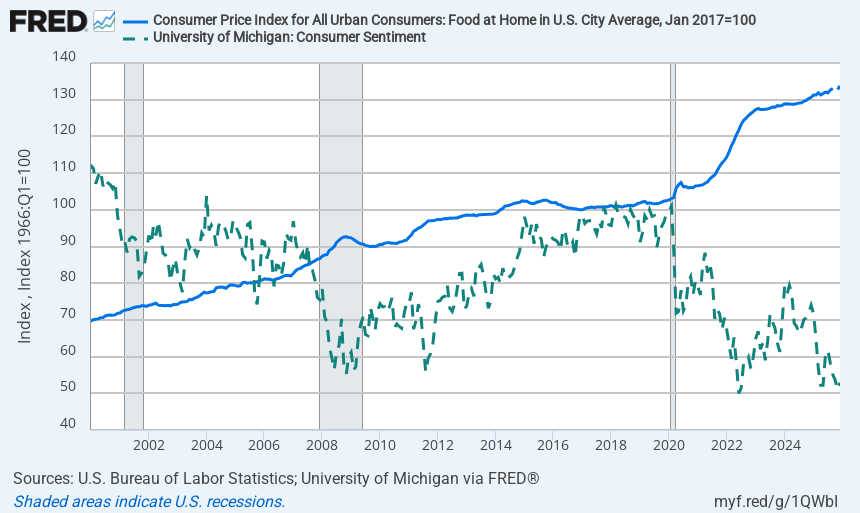 FRED
Consumer Price Index for All Urban Consumers: Food at Home in U.S. City Average, Jan 2017=100
University of Michigan: Consumer Sentiment
Index , Index 1966:Q1=100
140
130
120
110
100
90
80
70
60
50
40
2002 2004 2006 2008 2010 2012 2014 2016 2018 2020 2022 2024
Sources: U.S. Bureau of Labor Statistics; University of Michigan via FRED®
Shaded areas indicate U.S. recessions.
myf.red/g/1QWbI